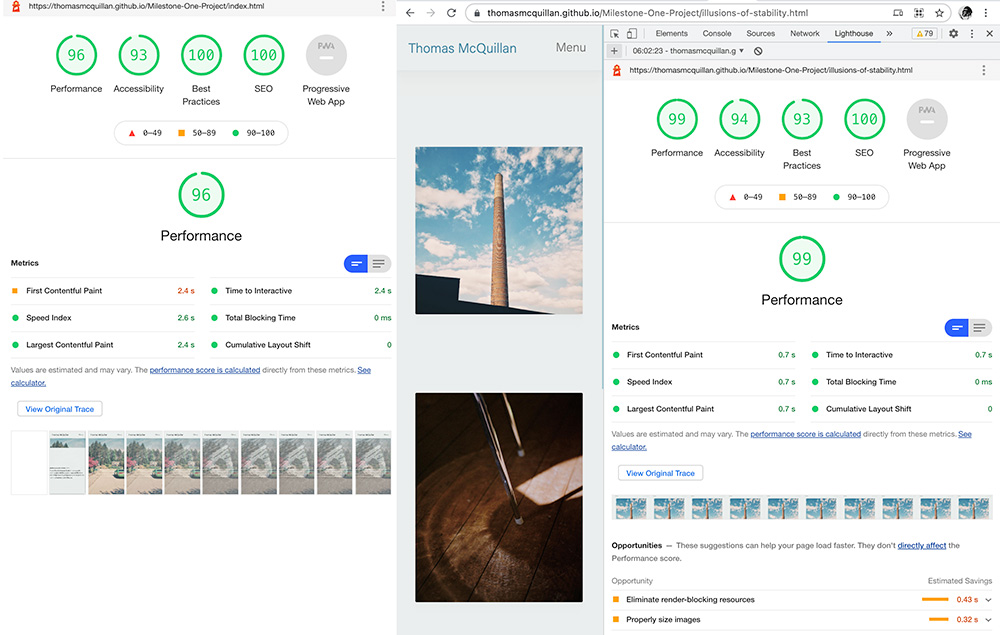 https://thomasmcquillan.github.io/Milestone-One-Project/index.html
96 93 100 100 PWA
Performance Accessibility Best Practices SEO Progressive Web App
0–49 50–89 90–100
96
Performance
Metrics
First Contentful Paint 2.4 s Time to Interactive 2.4 s
Speed Index 2.6 s Total Blocking Time 0 ms
Largest Contentful Paint 2.4 s Cumulative Layout Shift 0
Values are estimated and may vary. The performance score is calculated directly from these metrics. See
calculator.
View Original Trace
thomasmcquillan.github.io/Milestone-One-Project/illusions-of-stability.html
Thomas McQuillan Menu
Elements Console Sources Network Lighthouse » 79
06:02:23 - thomasmcquillan.g
https://thomasmcquillan.github.io/Milestone-One-Project/illusions-of-stability.html
99 94 93 100 PWA
Performance Accessibility Best Practices SEO Progressive Web App
0–49 50–89 90–100
99
Performance
Metrics
First Contentful Paint 0.7 s Time to Interactive 0.7 s
Speed Index 0.7 s Total Blocking Time 0 ms
Largest Contentful Paint 0.7 s Cumulative Layout Shift 0
Values are estimated and may vary. The performance score is calculated directly from these metrics. See
calculator.
View Original Trace
Opportunities — These suggestions can help your page load faster. They don't directly affect the
Performance score.
Opportunity Estimated Savings
Eliminate render-blocking resources 0.43 s
Properly size images 0.32 s